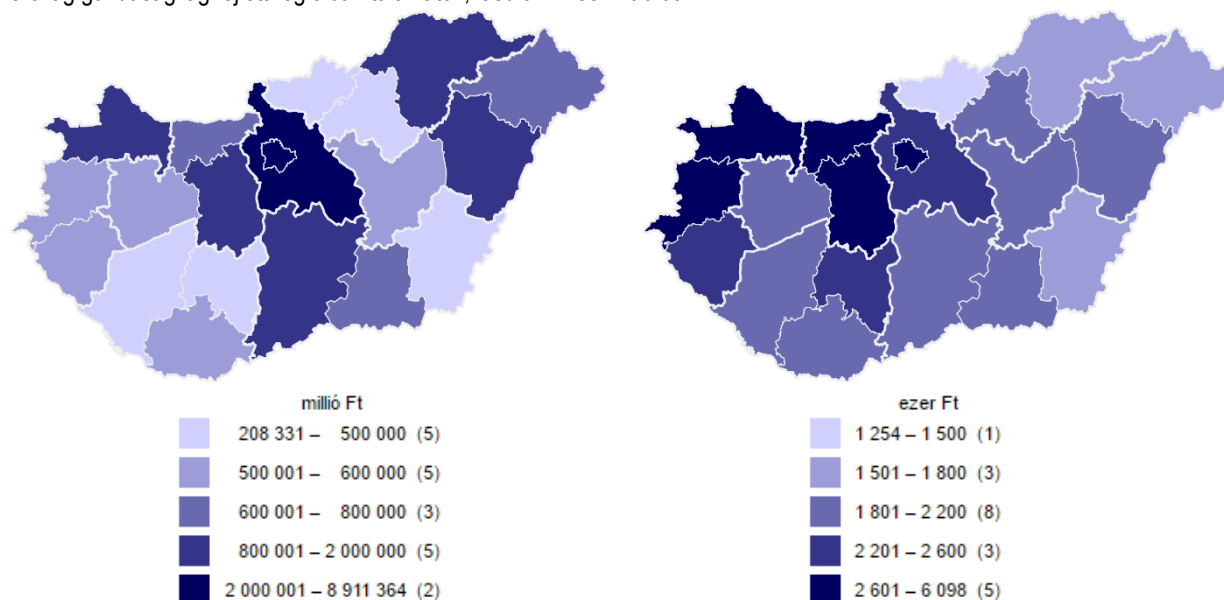 millió Ft
208 331 – 500 000 (5)
500 001 – 600 000 (5)
600 001 – 800 000 (3)
800 001 – 2 000 000 (5)
2 000 001 – 8 911 364 (2)
ezer Ft
1 254 – 1 500 (1)
1 501 – 1 800 (3)
1 801 – 2 200 (8)
2 201 – 2 600 (3)
2 601 – 6 098 (5)